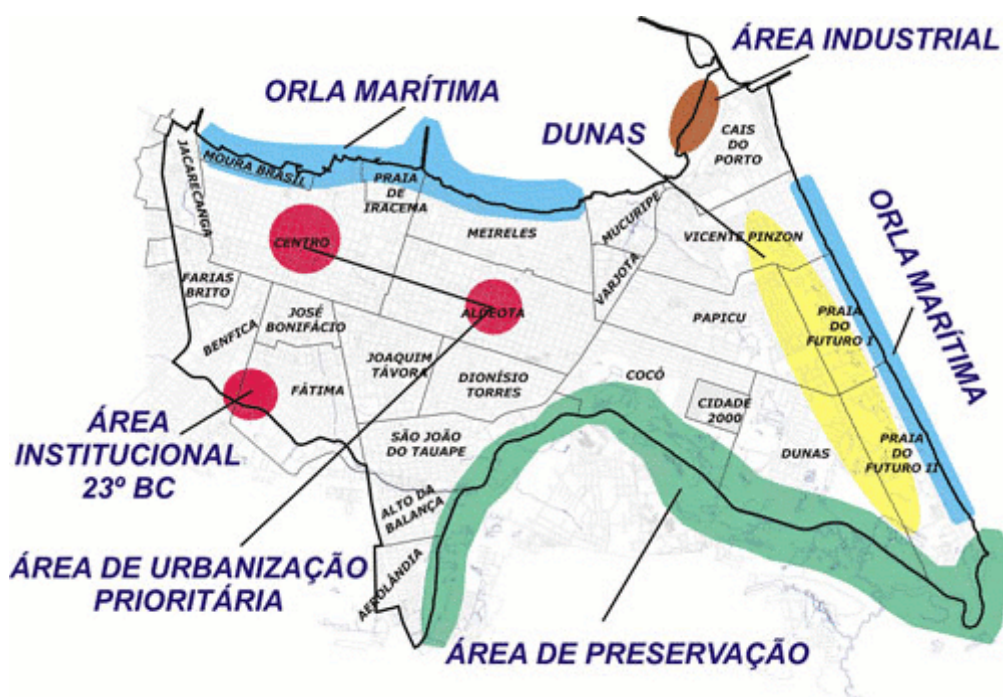 ÁREA INDUSTRIAL
ORLA MARÍTIMA
DUNAS
CAIS
DO
PORTO
JACARECANGA
MOURA BRASIL
PRAIA
DE
IRACEMA
MUCURIPE
ORLA MARÍTIMA
CENTRO
MEIRELES
VICENTE PINZON
VARJOTA
FARIAS
BRITO
JOSÉ
BONIFÁCIO
ALDEOTA
PAPICU
PRAIA
DO
FUTURO I
BENFICA
JOAQUIM
TÁVORA
DIONÍSIO
TORRES
COCÓ
FÁTIMA
CIDADE
2000
ÁREA
INSTITUCIONAL
23º BC
SÃO JOÃO
DO TAUAPE
DUNAS
PRAIA
DO
FUTURO II
ALTO DA
BALANÇA
ÁREA DE URBANIZAÇÃO
PRIORITÁRIA
AEROLÂNDIA
ÁREA DE PRESERVAÇÃO